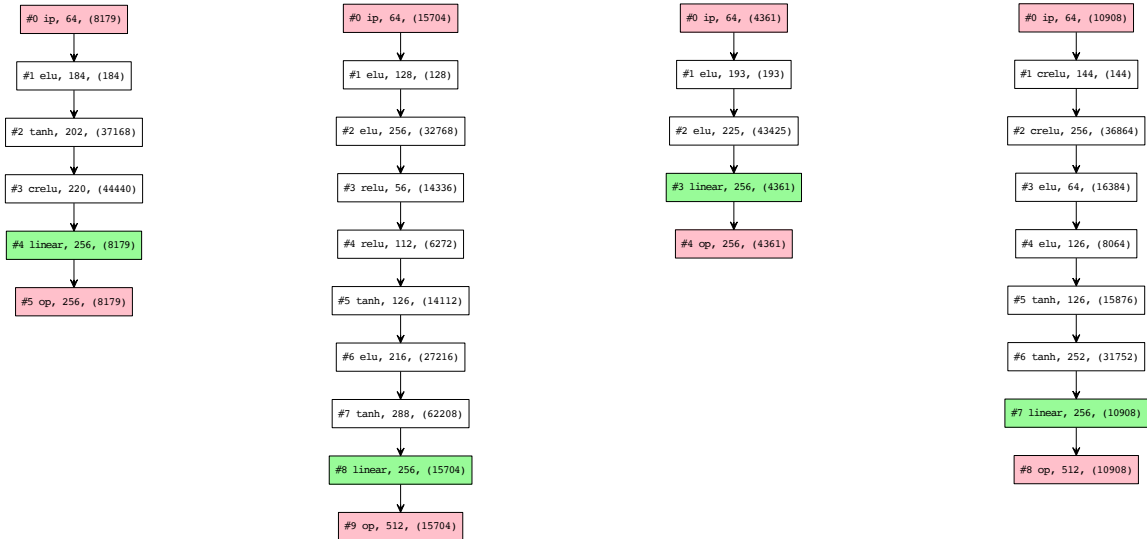 #0 ip, 64, (8179)
#1 elu, 184, (184)
#2 tanh, 202, (37168)
#3 crelu, 220, (44440)
#4 linear, 256, (8179)
#5 op, 256, (8179)
#0 ip, 64, (15704)
#1 elu, 128, (128)
#2 elu, 256, (32768)
#3 relu, 56, (14336)
#4 relu, 112, (6272)
#5 tanh, 126, (14112)
#6 elu, 216, (27216)
#7 tanh, 288, (62208)
#8 linear, 256, (15704)
#9 op, 512, (15704)
#0 ip, 64, (4361)
#1 elu, 193, (193)
#2 elu, 225, (43425)
#3 linear, 256, (4361)
#4 op, 256, (4361)
#0 ip, 64, (10908)
#1 crelu, 144, (144)
#2 crelu, 256, (36864)
#3 elu, 64, (16384)
#4 elu, 126, (8064)
#5 tanh, 126, (15876)
#6 tanh, 252, (31752)
#7 linear, 256, (10908)
#8 op, 512, (10908)